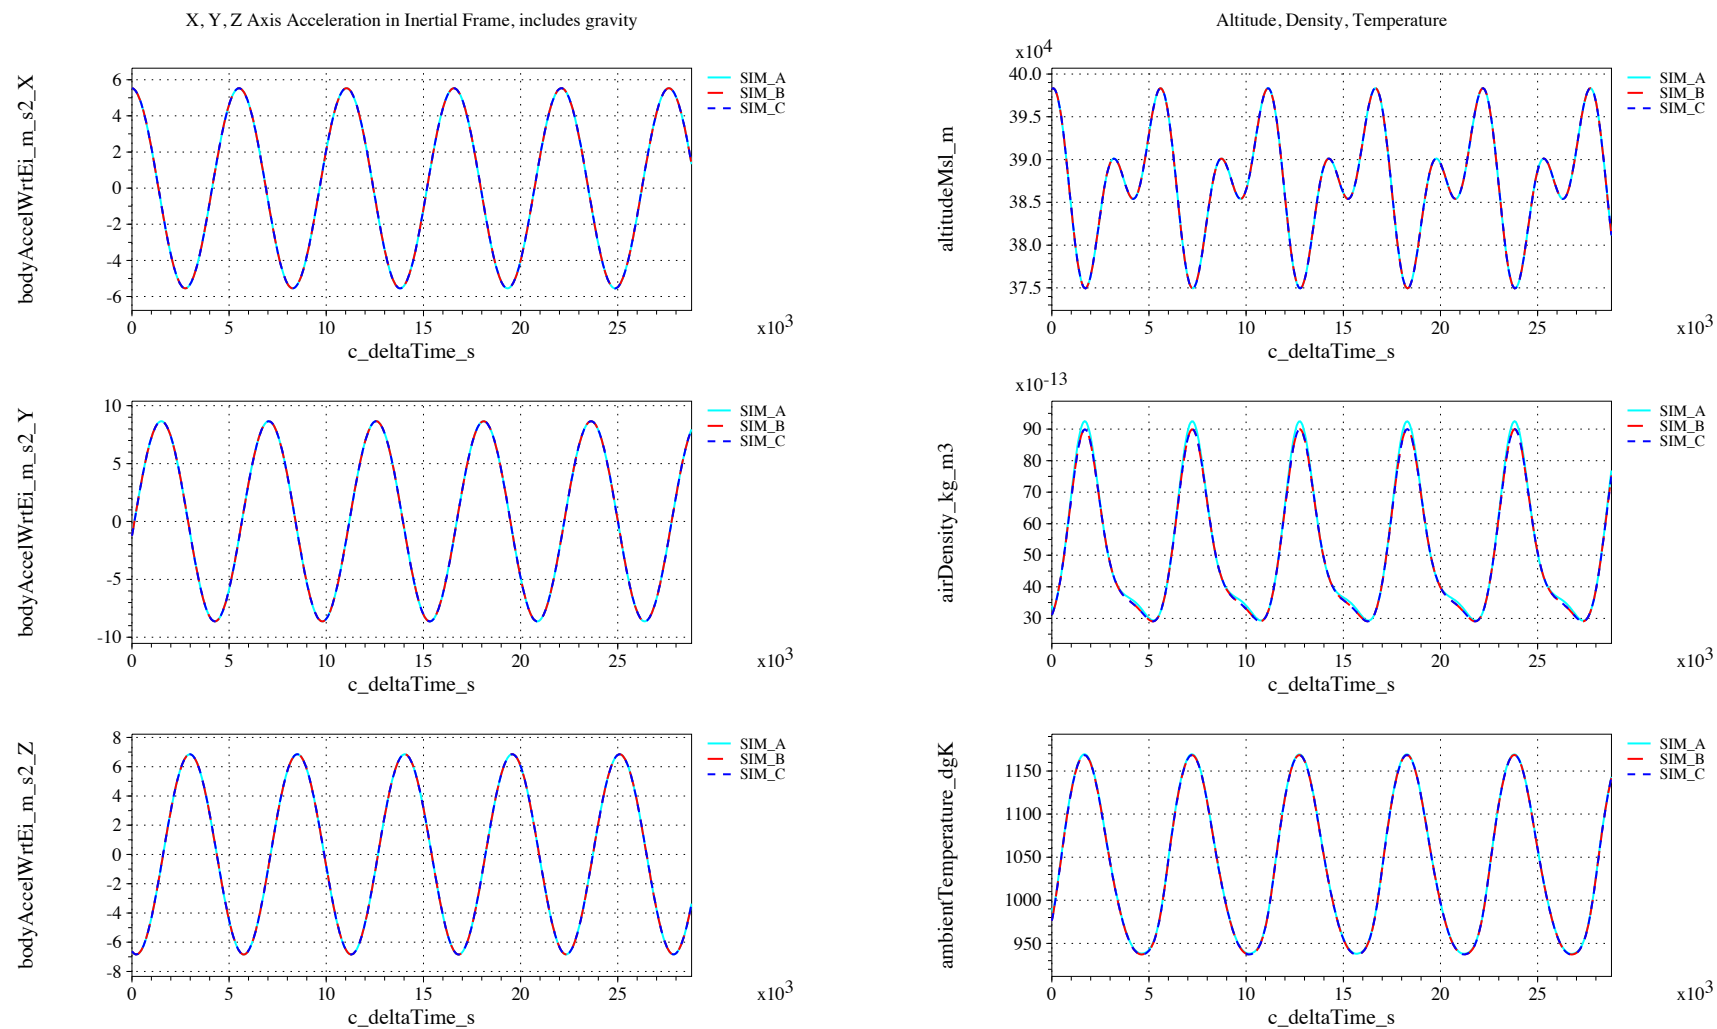 X, Y, Z Axis Acceleration in Inertial Frame, includes gravity
bodyAccelWrtEi_m_s2_X
6
4
2
0
-2
-4
-6
0 5 10 15 20 25
x10^3
c_deltaTime_s
SIM_A
SIM_B
SIM_C
bodyAccelWrtEi_m_s2_Y
10
5
0
-5
-10
0 5 10 15 20 25
x10^3
c_deltaTime_s
SIM_A
SIM_B
SIM_C
bodyAccelWrtEi_m_s2_Z
8
6
4
2
0
-2
-4
-6
-8
0 5 10 15 20 25
x10^3
c_deltaTime_s
SIM_A
SIM_B
SIM_C
Altitude, Density, Temperature
x10^4
altitudeMsl_m
40.0
39.5
39.0
38.5
38.0
37.5
0 5 10 15 20 25
x10^3
c_deltaTime_s
SIM_A
SIM_B
SIM_C
x10^-13
airDensity_kg_m3
90
80
70
60
50
40
30
0 5 10 15 20 25
x10^3
c_deltaTime_s
SIM_A
SIM_B
SIM_C
ambientTemperature_dgK
1150
1100
1050
1000
950
0 5 10 15 20 25
x10^3
c_deltaTime_s
SIM_A
SIM_B
SIM_C